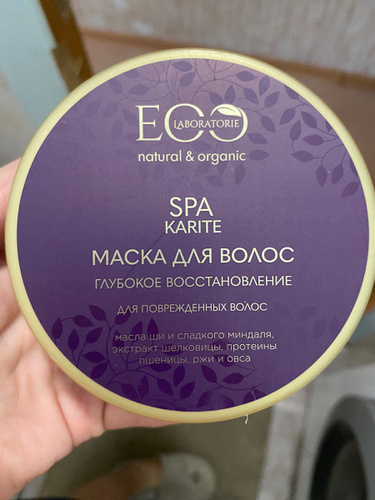 ECO
LABORATORIE
natural & organic
SPA
KARITE
МАСКА ДЛЯ ВОЛОС
ГЛУБОКОЕ ВОССТАНОВЛЕНИЕ
ДЛЯ ПОВРЕЖДЕННЫХ ВОЛОС
масла ши и сладкого миндаля,
экстракт шелковицы, протеины
пшеницы, ржи и овса